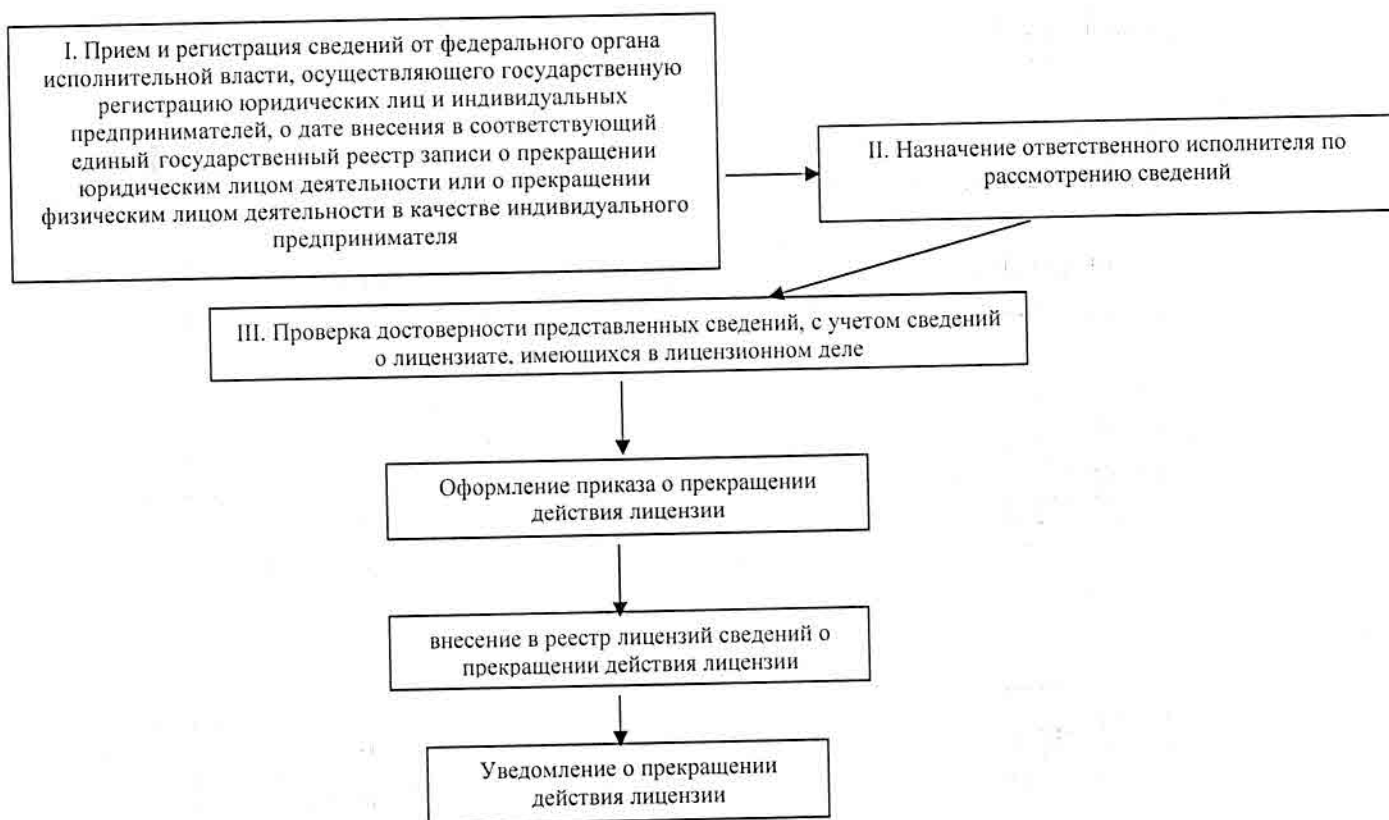 I. Прием и регистрация сведений от федерального органа
исполнительной власти, осуществляющего государственную
регистрацию юридических лиц и индивидуальных
предпринимателей, о дате внесения в соответствующий
единый государственный реестр записи о прекращении
юридическим лицом деятельности или о прекращении
физическим лицом деятельности в качестве индивидуального
предпринимателя
II. Назначение ответственного исполнителя по
рассмотрению сведений
III. Проверка достоверности представленных сведений, с учетом сведений
о лицензиате, имеющихся в лицензионном деле
Оформление приказа о прекращении
действия лицензии
внесение в реестр лицензий сведений о
прекращении действия лицензии
Уведомление о прекращении
действия лицензии